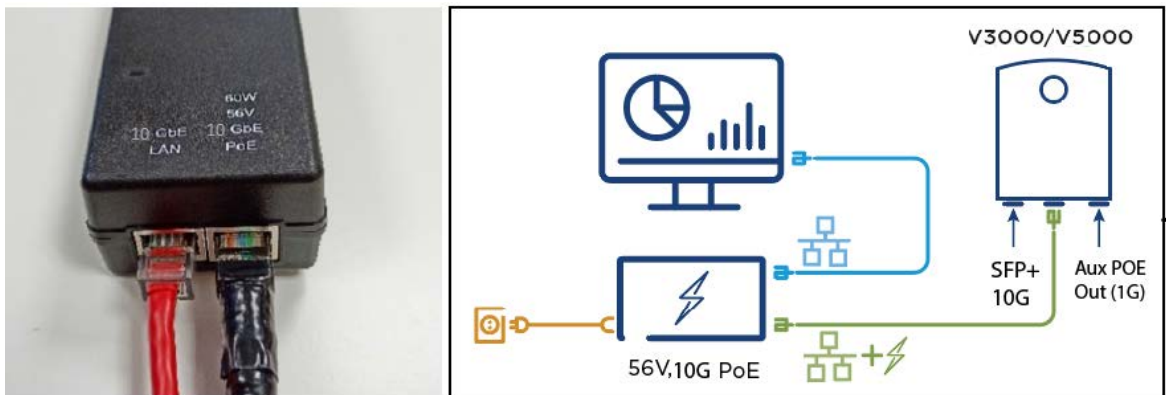 60W
56V
10 GbE 10 GbE
LAN PoE
V3000/V5000
SFP+
10G
Aux POE
Out (1G)
56V,10G PoE